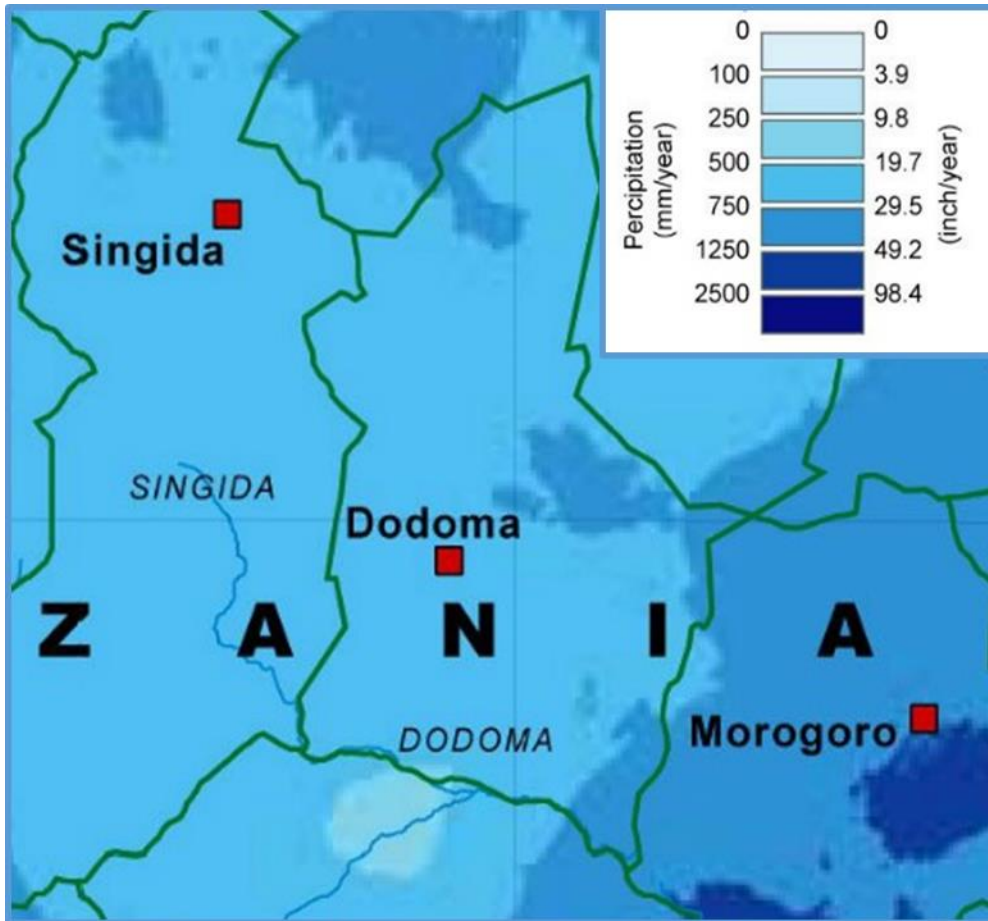 0 0
100 3.9
250 9.8
500 19.7
750 29.5
1250 49.2
2500 98.4
Percipitation
(mm/year)
(inch/year)
Singida
SINGIDA
Dodoma
Z A N I A
Morogoro
DODOMA